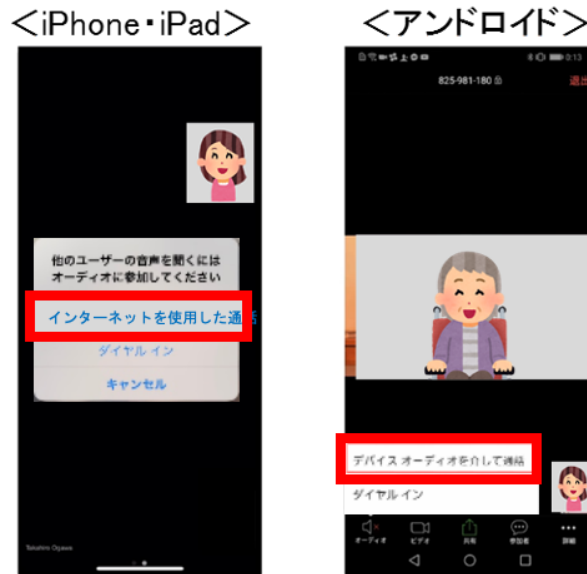 ＜iPhone・iPad＞
他のユーザーの音声を聞くには
オーディオに参加してください
インターネットを使用した通話
ダイヤル イン
キャンセル
Takahiro Ogawa
＜アンドロイド＞
0:13
825-981-180
退出
デバイス オーディオを介して通話
ダイヤル イン
オーディオ
ビデオ
共有
参加者
詳細